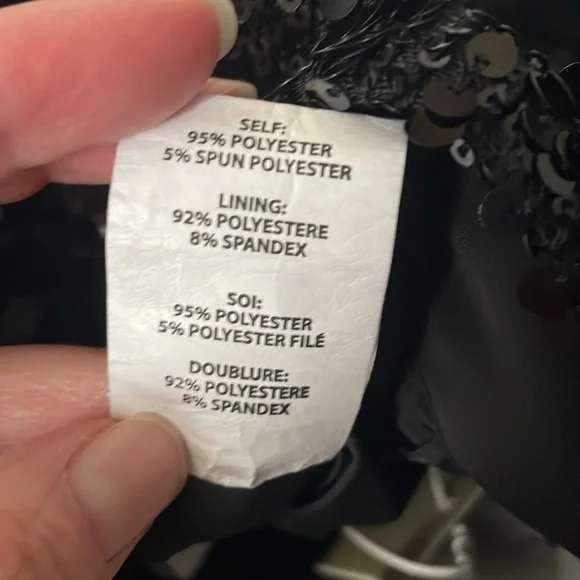 SELF:
95% POLYESTER
5% SPUN POLYESTER
LINING:
92% POLYESTERE
8% SPANDEX
SOI:
95% POLYESTER
5% POLYESTER FILÉ
DOUBLURE:
92% POLYESTERE
8% SPANDEX